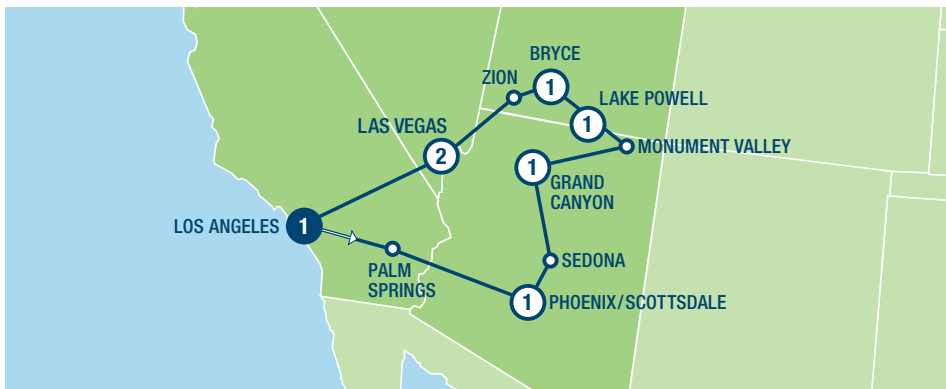 BRYCE
1
ZION
LAKE POWELL
1
LAS VEGAS
2
MONUMENT VALLEY
1
GRAND
CANYON
LOS ANGELES
1
SEDONA
PALM
SPRINGS
1
PHOENIX/SCOTTSDALE